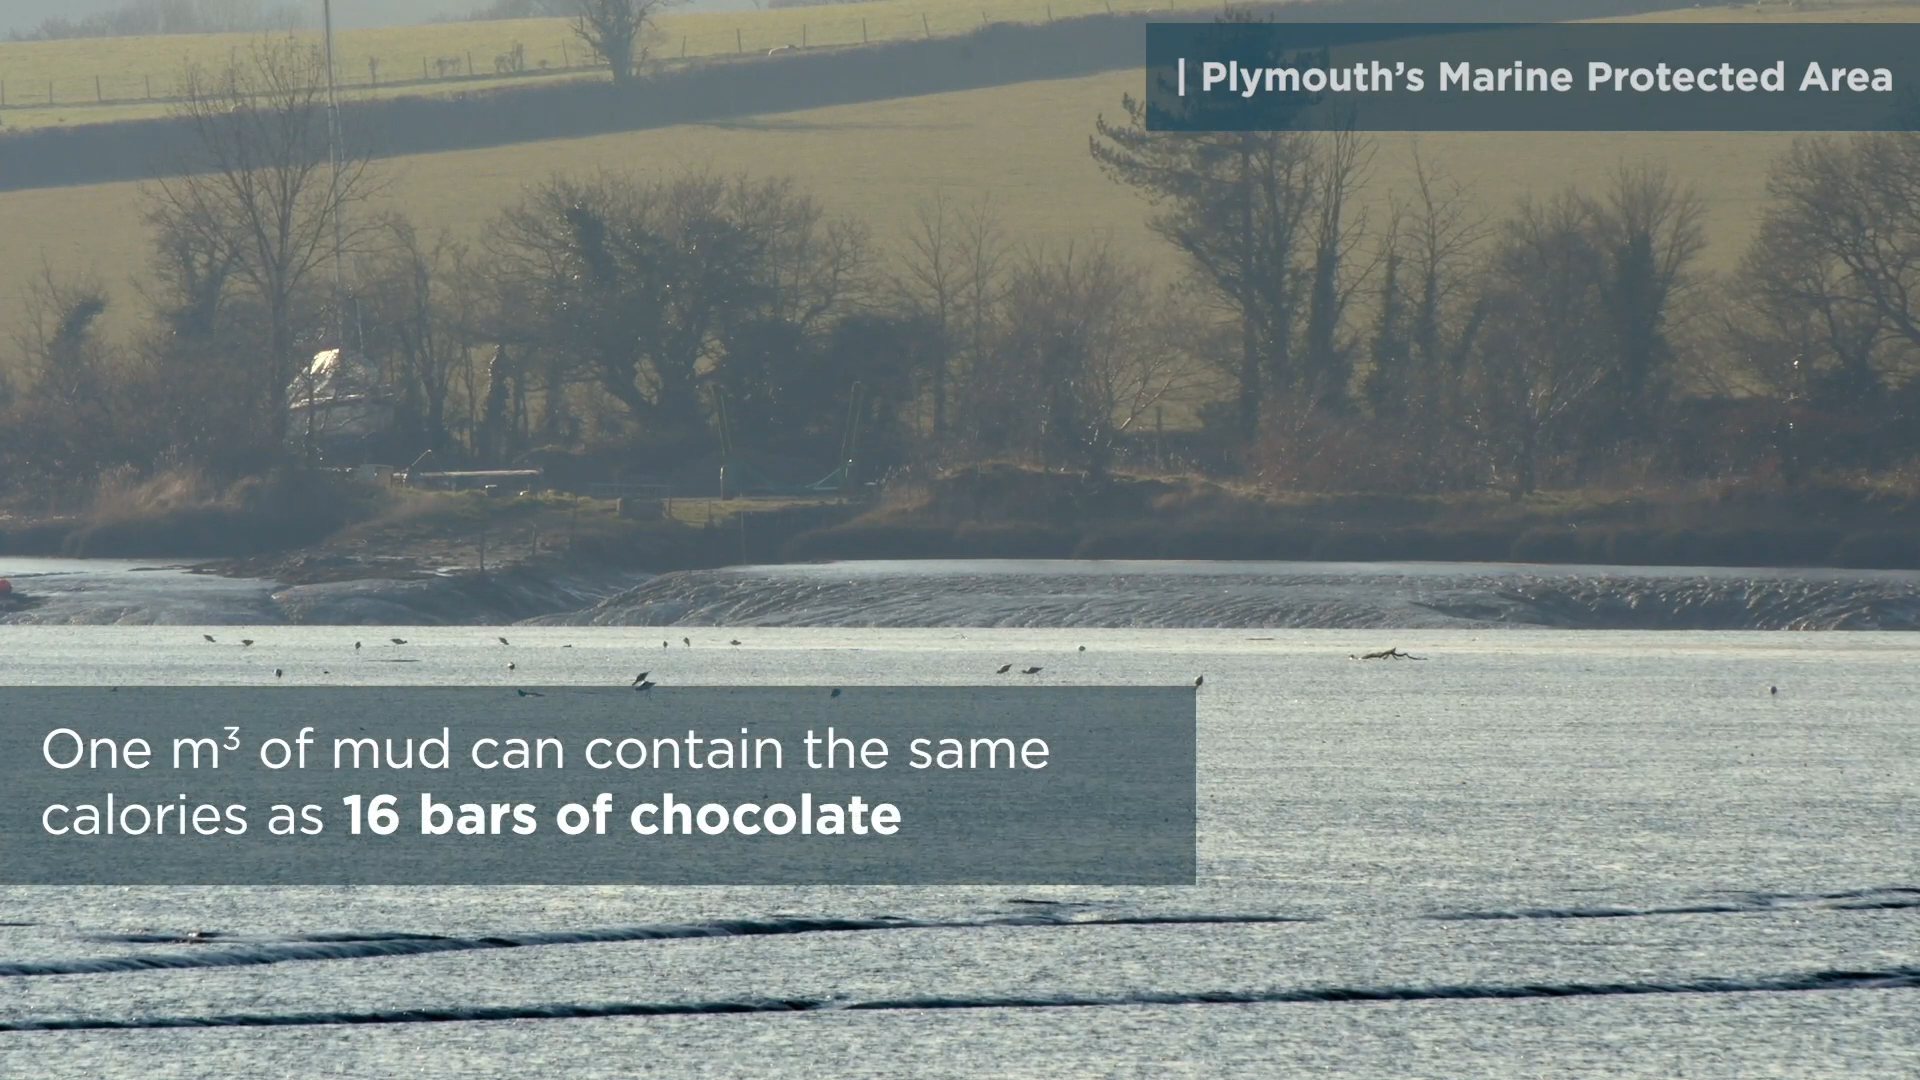 | Plymouth’s Marine Protected Area
One m³ of mud can contain the same
calories as 16 bars of chocolate